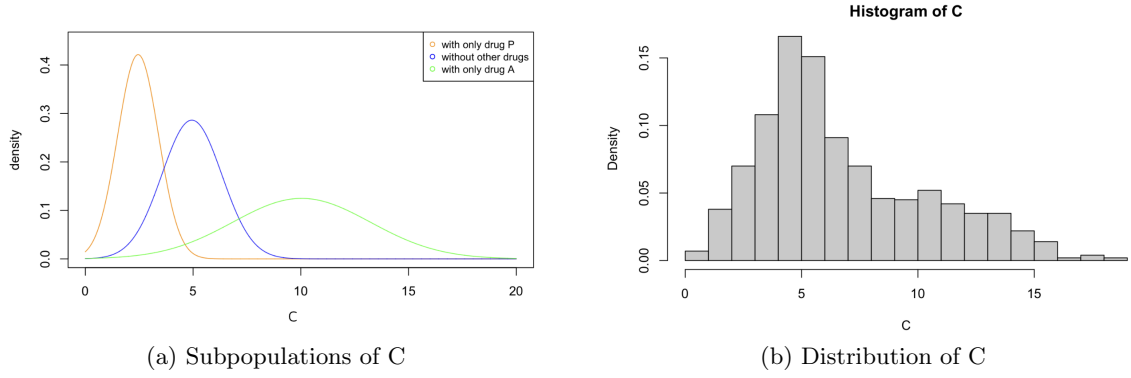 with only drug P
without other drugs
with only drug A
density
0.0 0.1 0.2 0.3 0.4
0 5 10 15 20
C
(a) Subpopulations of C
Histogram of C
Density
0.00 0.05 0.10 0.15
0 5 10 15
C
(b) Distribution of C